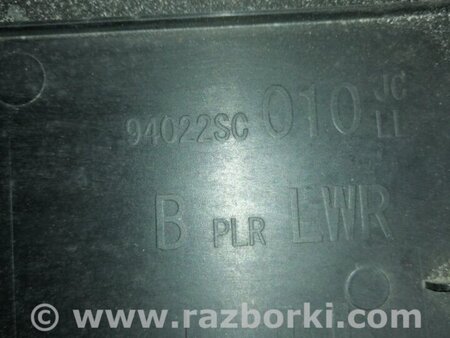 94022SC 010 JC
LL
B PLR LWR
© www.razborki.com